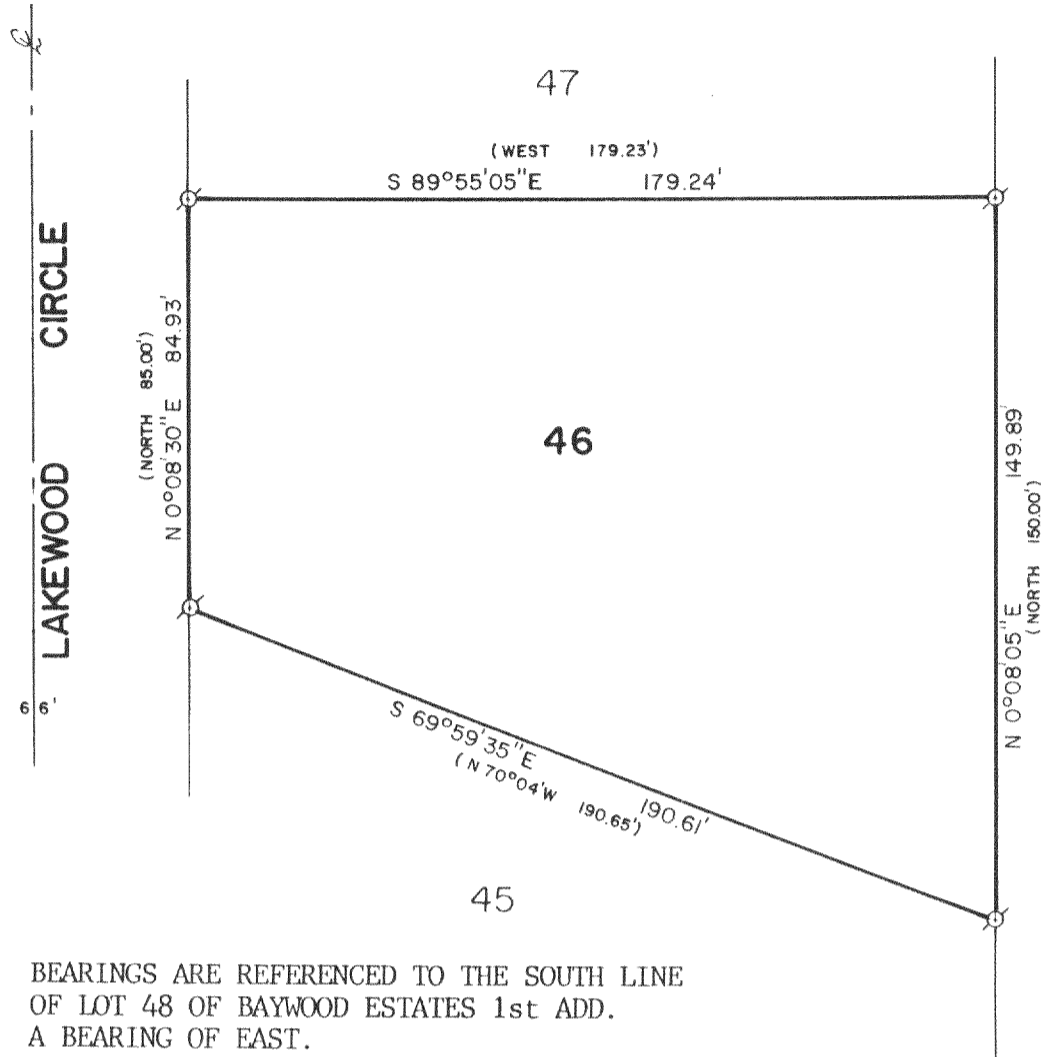 47
(WEST 179.23')
S 89°55'05"E 179.24'
LAKEWOOD CIRCLE
(NORTH 85.00')
N 0°08'30"E 84.93'
46
N 0°08'05"E 149.89'
(NORTH 150.00')
66'
S 69°59'35"E 190.61'
(N 70°04'W 190.65')
45
BEARINGS ARE REFERENCED TO THE SOUTH LINE
OF LOT 48 OF BAYWOOD ESTATES 1st ADD.
A BEARING OF EAST.